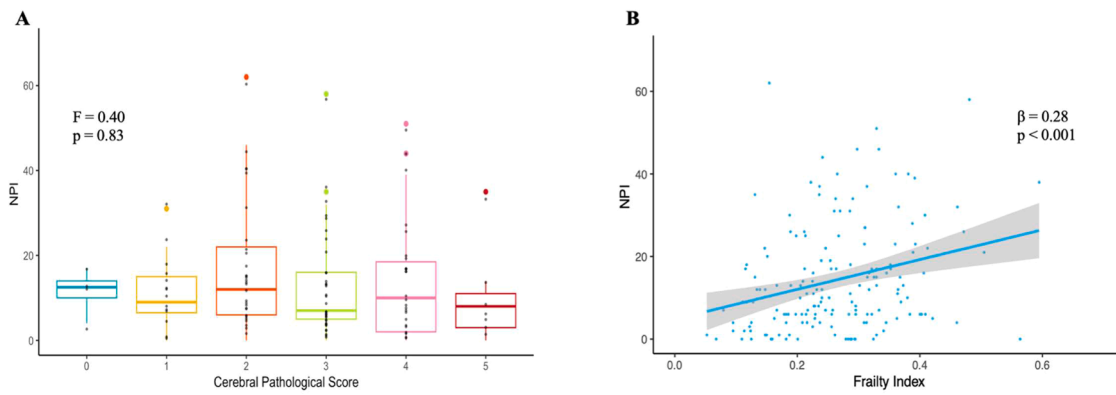 A
F = 0.40
p = 0.83
NPI
60
40
20
0
0 1 2 3 4 5
Cerebral Pathological Score
B
β = 0.28
p < 0.001
NPI
60
40
20
0
0.0 0.2 0.4 0.6
Frailty Index